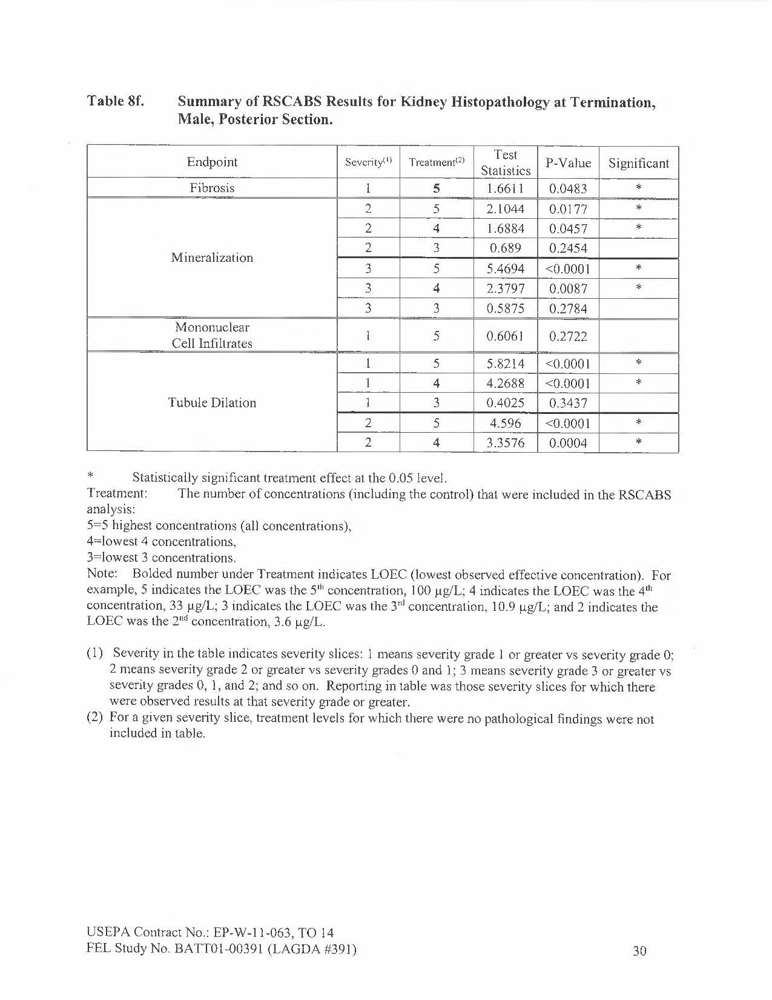 Table 8f. Summary of RSCABS Results for Kidney Histopathology at Termination,
Male, Posterior Section.
Endpoint Severity(1) Treatment(2) Test Statistics P-Value Significant
Fibrosis 1 5 1.6611 0.0483 *
Mineralization
2 5 2.1044 0.0177 *
2 4 1.6884 0.0457 *
2 3 0.689 0.2454
3 5 5.4694 <0.0001 *
3 4 2.3797 0.0087 *
3 3 0.5875 0.2784
Mononuclear
Cell Infiltrates
1 5 0.6061 0.2722
Tubule Dilation
1 5 5.8214 <0.0001 *
1 4 4.2688 <0.0001 *
1 3 0.4025 0.3437
2 5 4.596 <0.0001 *
2 4 3.3576 0.0004 *
* Statistically significant treatment effect at the 0.05 level.
Treatment: The number of concentrations (including the control) that were included in the RSCABS
analysis:
5=5 highest concentrations (all concentrations),
4=lowest 4 concentrations,
3=lowest 3 concentrations.
Note: Bolded number under Treatment indicates LOEC (lowest observed effective concentration). For
example, 5 indicates the LOEC was the 5th concentration, 100 µg/L; 4 indicates the LOEC was the 4th
concentration, 33 µg/L; 3 indicates the LOEC was the 3rd concentration, 10.9 µg/L; and 2 indicates the
LOEC was the 2nd concentration, 3.6 µg/L.
(1) Severity in the table indicates severity slices: 1 means severity grade 1 or greater vs severity grade 0;
2 means severity grade 2 or greater vs severity grades 0 and 1; 3 means severity grade 3 or greater vs
severity grades 0, 1, and 2; and so on. Reporting in table was those severity slices for which there
were observed results at that severity grade or greater.
(2) For a given severity slice, treatment levels for which there were no pathological findings were not
included in table.
USEPA Contract No.: EP-W-11-063, TO 14
FEL Study No. BATT01-00391 (LAGDA #391)
30